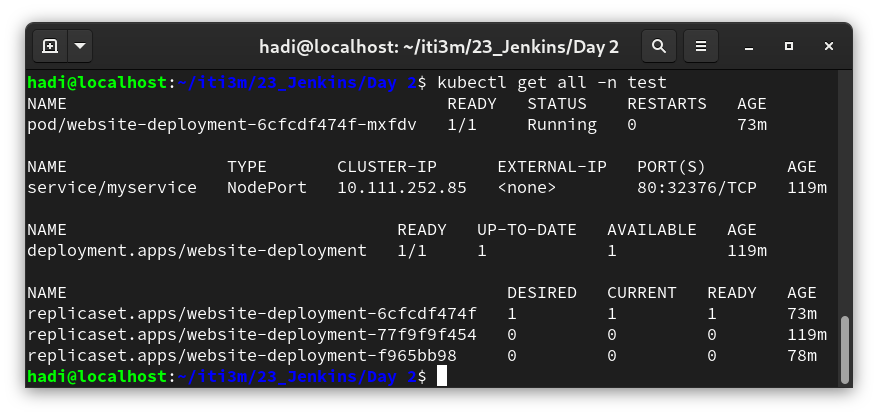 hadi@localhost: ~/iti3m/23_Jenkins/Day 2
hadi@localhost:~/iti3m/23_Jenkins/Day 2$ kubectl get all -n test
NAME READY STATUS RESTARTS AGE
pod/website-deployment-6cfcdf474f-mxfdv 1/1 Running 0 73m
NAME TYPE CLUSTER-IP EXTERNAL-IP PORT(S) AGE
service/myservice NodePort 10.111.252.85 <none> 80:32376/TCP 119m
NAME READY UP-TO-DATE AVAILABLE AGE
deployment.apps/website-deployment 1/1 1 1 119m
NAME DESIRED CURRENT READY AGE
replicaset.apps/website-deployment-6cfcdf474f 1 1 1 73m
replicaset.apps/website-deployment-77f9f9f454 0 0 0 119m
replicaset.apps/website-deployment-f965bb98 0 0 0 78m
hadi@localhost:~/iti3m/23_Jenkins/Day 2$